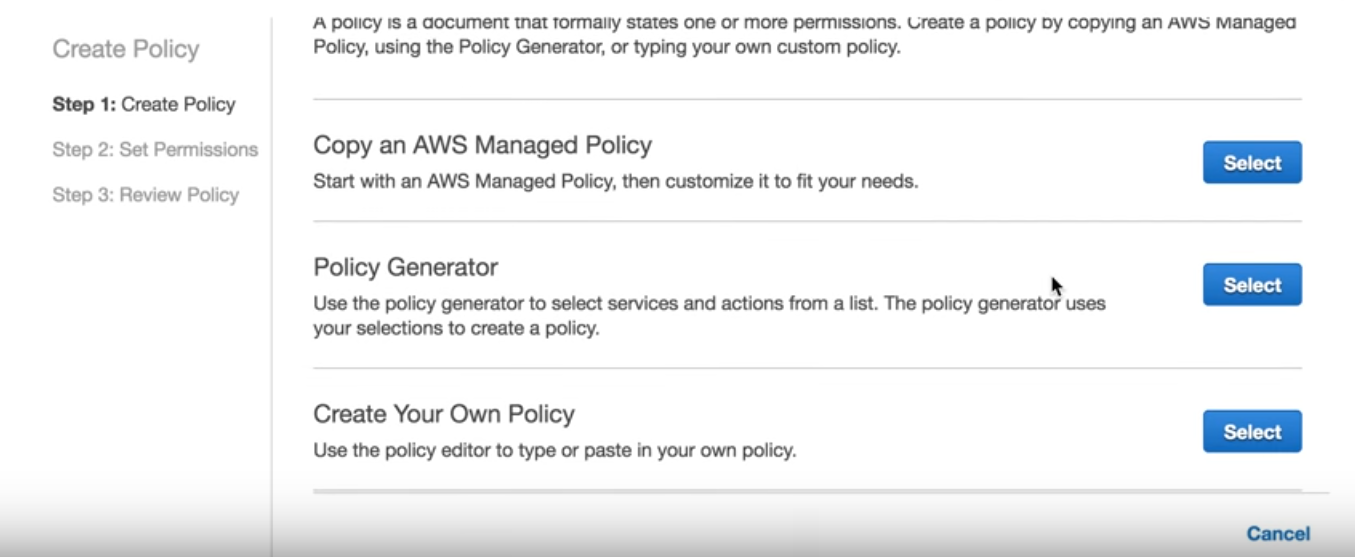 A policy is a document that formally states one or more permissions. Create a policy by copying an AWS Managed
Policy, using the Policy Generator, or typing your own custom policy.
Create Policy
Step 1: Create Policy
Step 2: Set Permissions
Step 3: Review Policy
Copy an AWS Managed Policy
Start with an AWS Managed Policy, then customize it to fit your needs.
Select
Policy Generator
Use the policy generator to select services and actions from a list. The policy generator uses
your selections to create a policy.
Select
Create Your Own Policy
Use the policy editor to type or paste in your own policy.
Select
Cancel